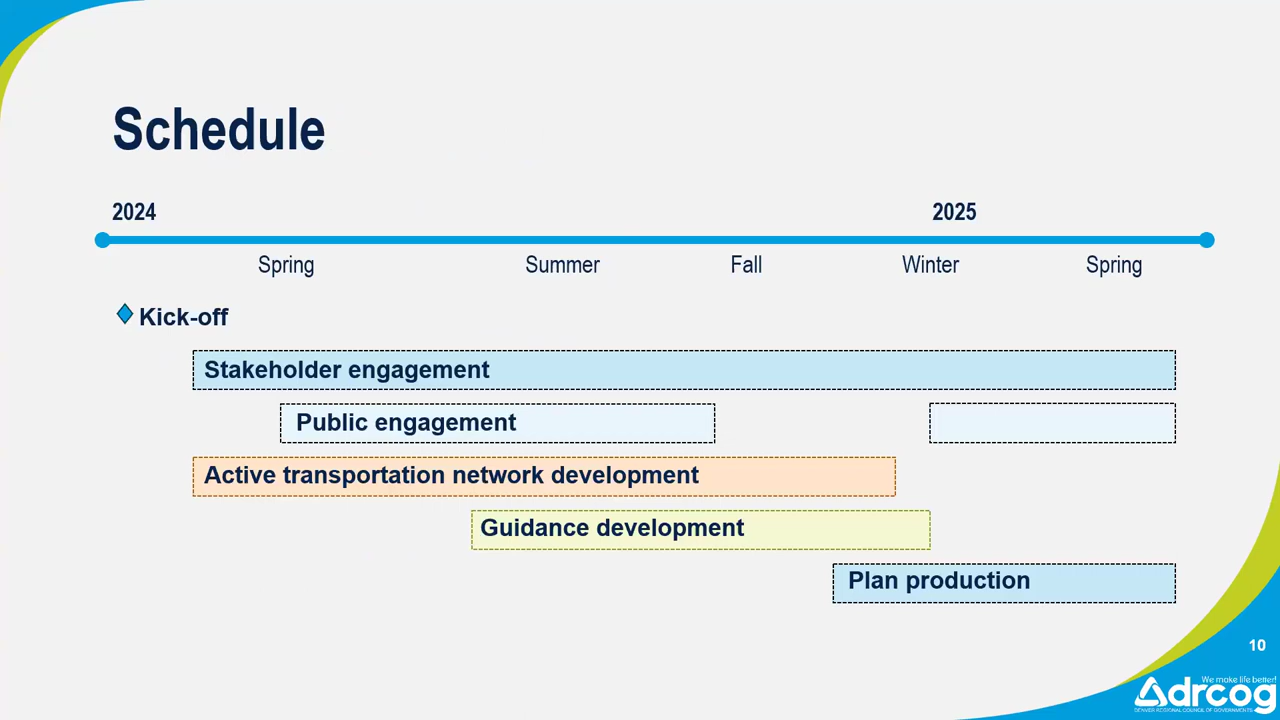 Schedule
2024
2025
Spring
Summer
Fall
Winter
Spring
Kick-off
Stakeholder engagement
Public engagement
Active transportation network development
Guidance development
Plan production
10
We make life better!
drcog
DENVER REGIONAL COUNCIL OF GOVERNMENTS